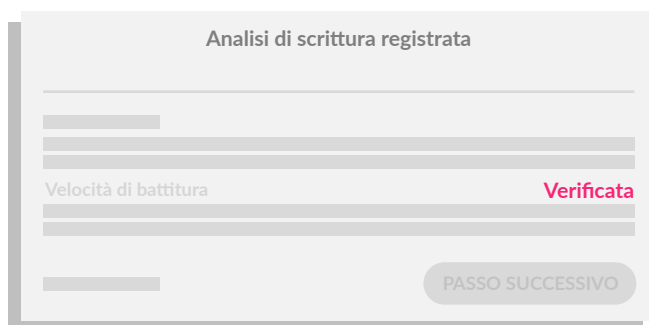 Analisi di scrittura registrata
Velocità di battitura Verificata
PASSO SUCCESSIVO